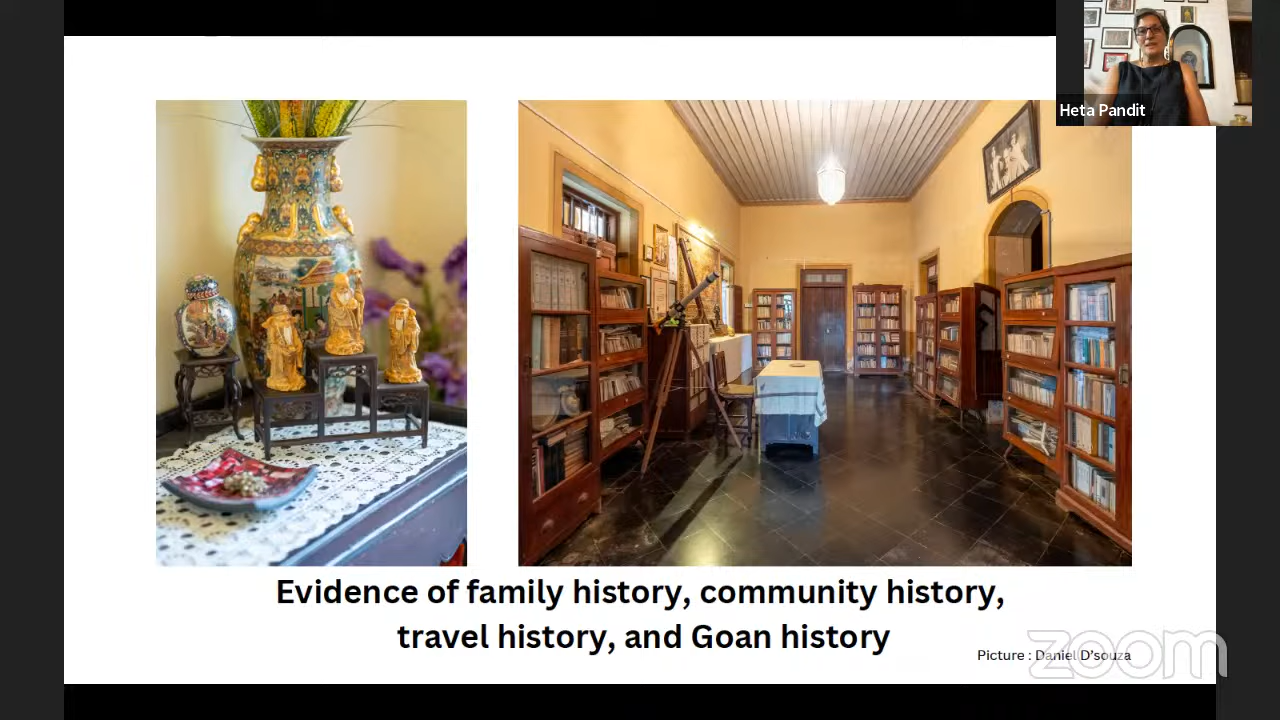 Heta Pandit
Evidence of family history, community history,
travel history, and Goan history
Picture : Daniel D'souza
zoom